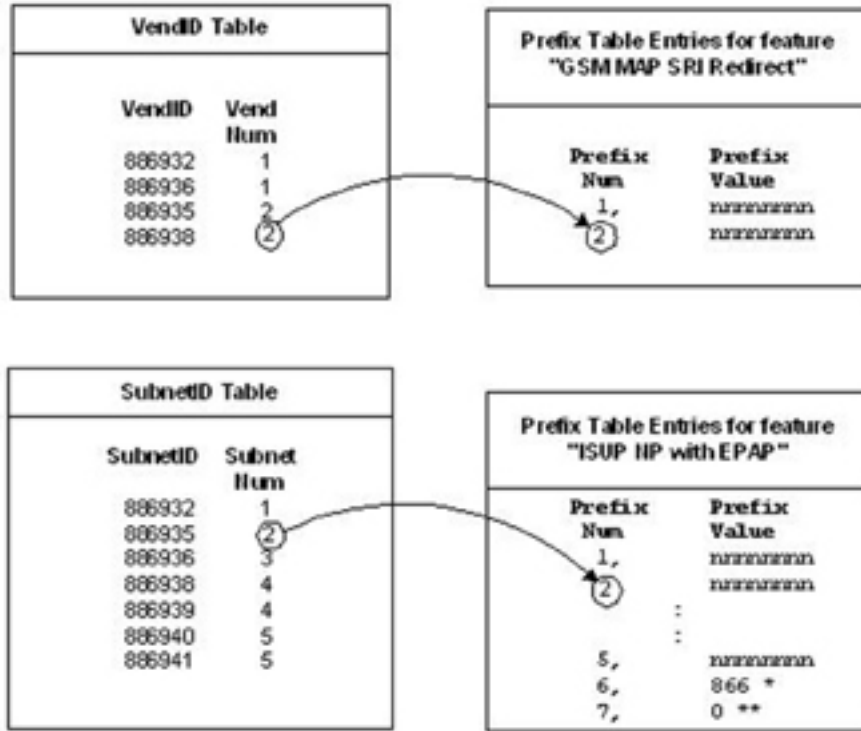 VendID Table
VendID Vend
Num
886932 1
886936 1
886935 2
886938 2
Prefix Table Entries for feature
"GSM MAP SRI Redirect"
Prefix Prefix
Num Value
1, nnnnnnnn
2 nnnnnnnn
SubnetID Table
SubnetID Subnet
Num
886932 1
886935 2
886936 3
886938 4
886939 4
886940 5
886941 5
Prefix Table Entries for feature
"ISUP NP with EPAP"
Prefix Prefix
Num Value
1, nnnnnnnn
2 nnnnnnnn
:
:
5, nnnnnnnn
6, 866 *
7, 0 **